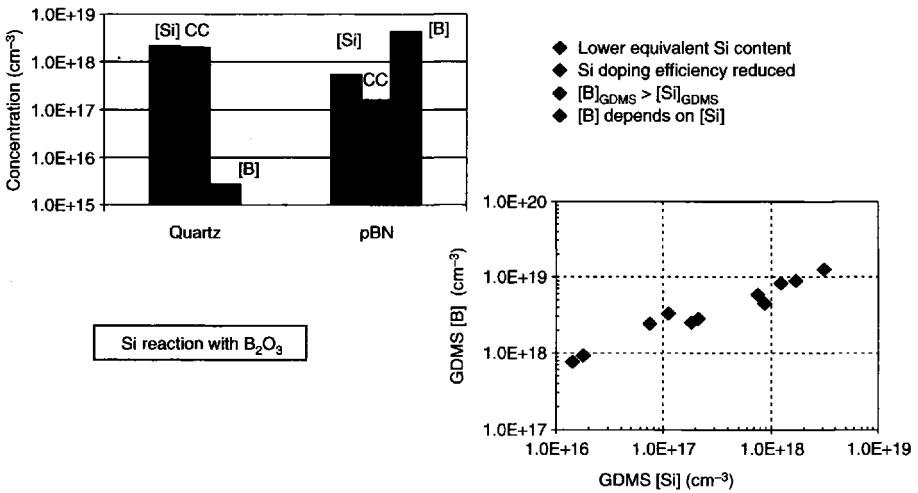 1.0E+19
1.0E+18
1.0E+17
1.0E+16
1.0E+15
Concentration (cm⁻³)
[Si] CC
[B]
[Si]
CC
[B]
Quartz
pBN
◆ Lower equivalent Si content
◆ Si doping efficiency reduced
◆ [B]GDMS > [Si]GDMS
◆ [B] depends on [Si]
Si reaction with B₂O₃
1.0E+20
1.0E+19
1.0E+18
1.0E+17
GDMS [B] (cm⁻³)
1.0E+16
1.0E+17
1.0E+18
1.0E+19
GDMS [Si] (cm⁻³)